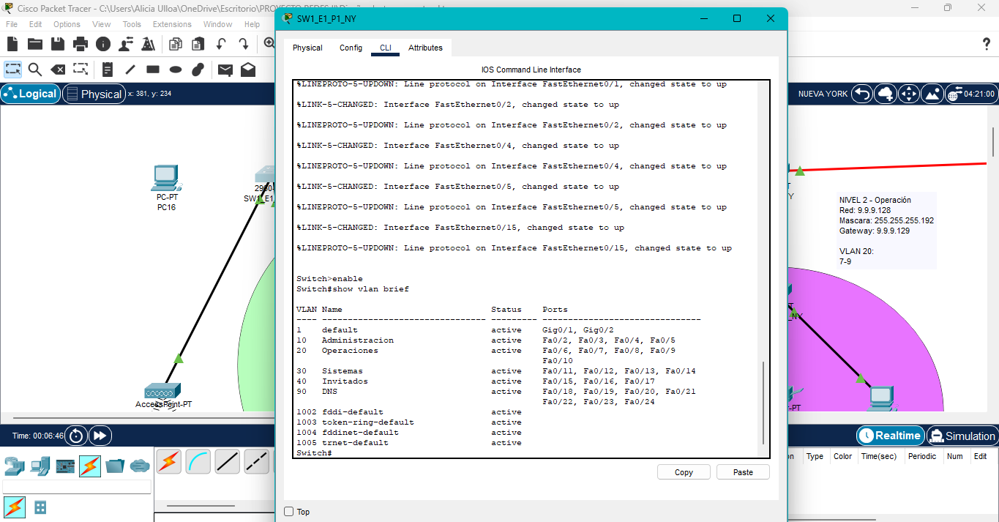 Cisco Packet Tracer - C:\Users\Alicia Ulloa\OneDrive\Escritorio\PROYECTO REDES II\
File Edit Options View Tools Extensions Window Help
Logical
Physical
x: 381, y: 234
NUEVA YORK
04:21:00
SW1_E1_P1_NY
Physical Config CLI Attributes
IOS Command Line Interface
%LINEPROTO-5-UPDOWN: Line protocol on Interface FastEthernet0/1, changed state to up
%LINK-5-CHANGED: Interface FastEthernet0/2, changed state to up
%LINEPROTO-5-UPDOWN: Line protocol on Interface FastEthernet0/2, changed state to up
%LINK-5-CHANGED: Interface FastEthernet0/4, changed state to up
%LINEPROTO-5-UPDOWN: Line protocol on Interface FastEthernet0/4, changed state to up
%LINK-5-CHANGED: Interface FastEthernet0/5, changed state to up
%LINEPROTO-5-UPDOWN: Line protocol on Interface FastEthernet0/5, changed state to up
%LINK-5-CHANGED: Interface FastEthernet0/15, changed state to up
%LINEPROTO-5-UPDOWN: Line protocol on Interface FastEthernet0/15, changed state to up
Switch>enable
Switch#show vlan brief
VLAN Name Status Ports
---- -------------------------------- --------- -------------------------------
1 default active Gig0/1, Gig0/2
10 Administracion active Fa0/2, Fa0/3, Fa0/4, Fa0/5
20 Operaciones active Fa0/6, Fa0/7, Fa0/8, Fa0/9
Fa0/10
30 Sistemas active Fa0/11, Fa0/12, Fa0/13, Fa0/14
40 Invitados active Fa0/15, Fa0/16, Fa0/17
90 DNS active Fa0/18, Fa0/19, Fa0/20, Fa0/21
Fa0/22, Fa0/23, Fa0/24
1002 fddi-default active
1003 token-ring-default active
1004 fddinet-default active
1005 trnet-default active
Switch#
Copy Paste
Top
PC-PT
PC16
2960-
SW1_E1_
AccessPoint-PT
T
Y
NIVEL 2 - Operación
Red: 9.9.9.128
Mascara: 255.255.255.192
Gateway: 9.9.9.129
VLAN 20:
7-9
T
_NY
-PT
Time: 00:06:46
Realtime
Simulation
on Type Color Time(sec) Periodic Num Edit